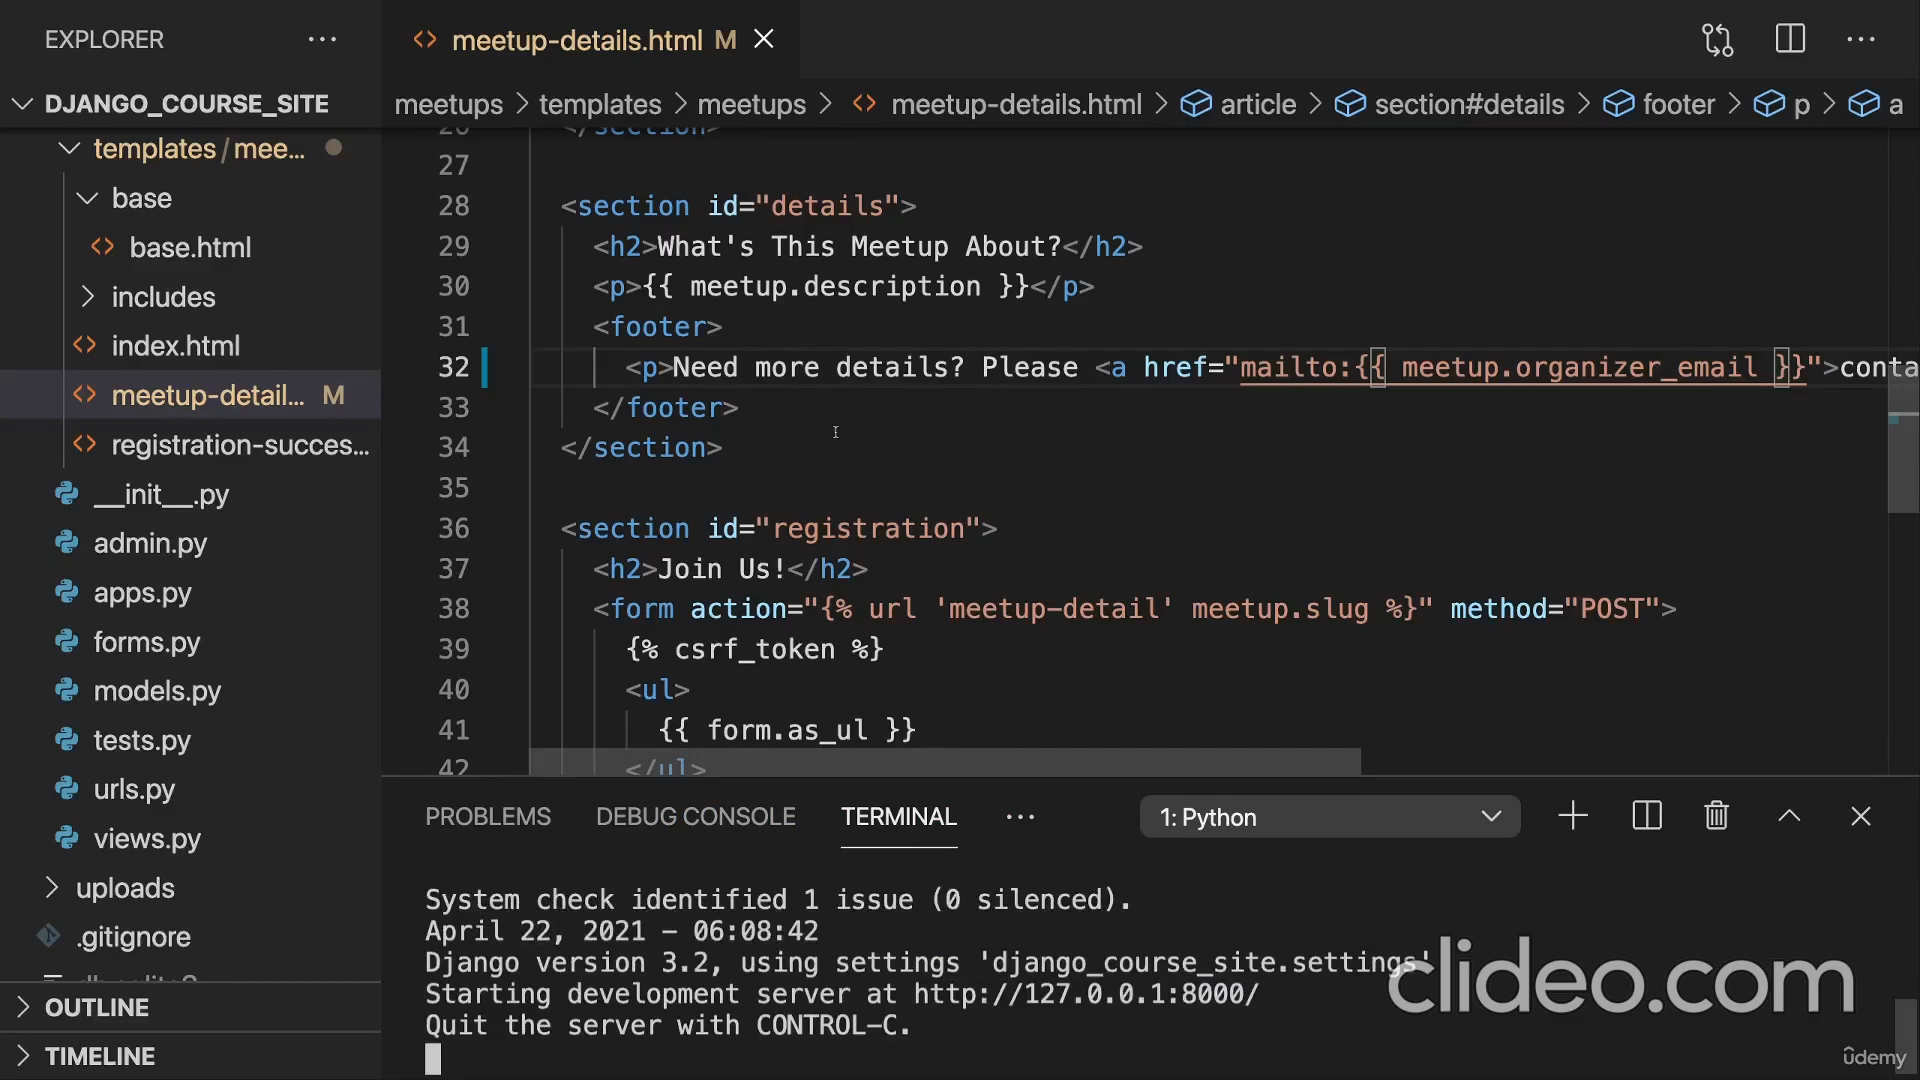 EXPLORER
DJANGO_COURSE_SITE
templates/mee...
base
base.html
includes
index.html
meetup-detail... M
registration-succes...
__init__.py
admin.py
apps.py
forms.py
models.py
tests.py
urls.py
views.py
uploads
.gitignore
OUTLINE
TIMELINE
meetup-details.html M
meetups > templates > meetups > meetup-details.html > article > section#details > footer > p > a
26 </section>
27
28 <section id="details">
29 <h2>What's This Meetup About?</h2>
30 <p>{{ meetup.description }}</p>
31 <footer>
32 <p>Need more details? Please <a href="mailto:{{ meetup.organizer_email }}">conta
33 </footer>
34 </section>
35
36 <section id="registration">
37 <h2>Join Us!</h2>
38 <form action="{% url 'meetup-detail' meetup.slug %}" method="POST">
39 {% csrf_token %}
40 <ul>
41 {{ form.as_ul }}
42 </ul>
PROBLEMS DEBUG CONSOLE TERMINAL ... 1: Python
System check identified 1 issue (0 silenced).
April 22, 2021 - 06:08:42
Django version 3.2, using settings 'django_course_site.settings'
Starting development server at http://127.0.0.1:8000/
Quit the server with CONTROL-C.
clideo.com
ûdemy